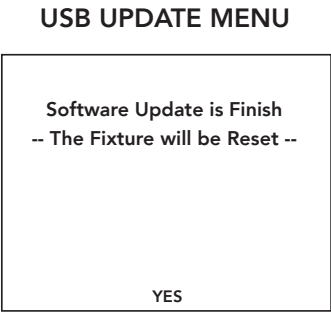 USB UPDATE MENU
Software Update is Finish
-- The Fixture will be Reset --
YES